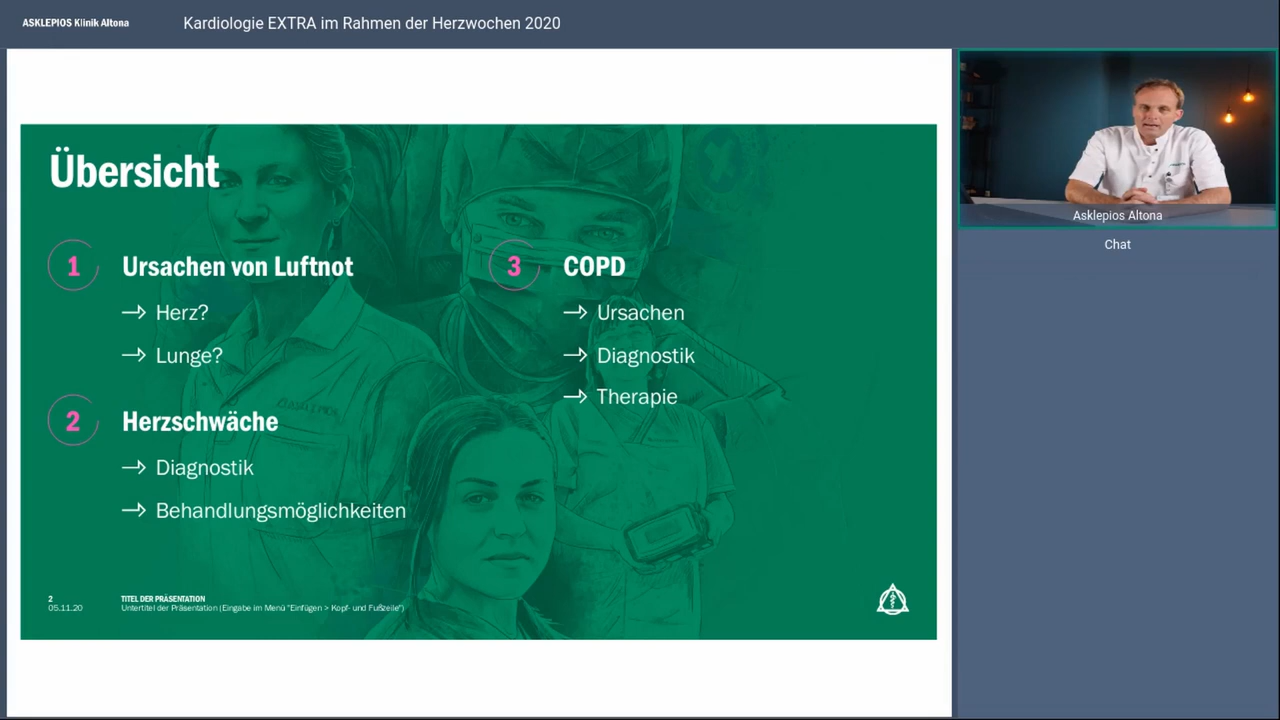 ASKLEPIOS Klinik Altona
Kardiologie EXTRA im Rahmen der Herzwochen 2020
Übersicht
1 Ursachen von Luftnot
→ Herz?
→ Lunge?
2 Herzschwäche
→ Diagnostik
→ Behandlungsmöglichkeiten
3 COPD
→ Ursachen
→ Diagnostik
→ Therapie
2 TITEL DER PRÄSENTATION
05.11.20 Untertitel der Präsentation (Eingabe im Menü "Einfügen > Kopf- und Fußzeile")
Asklepios Altona
Chat